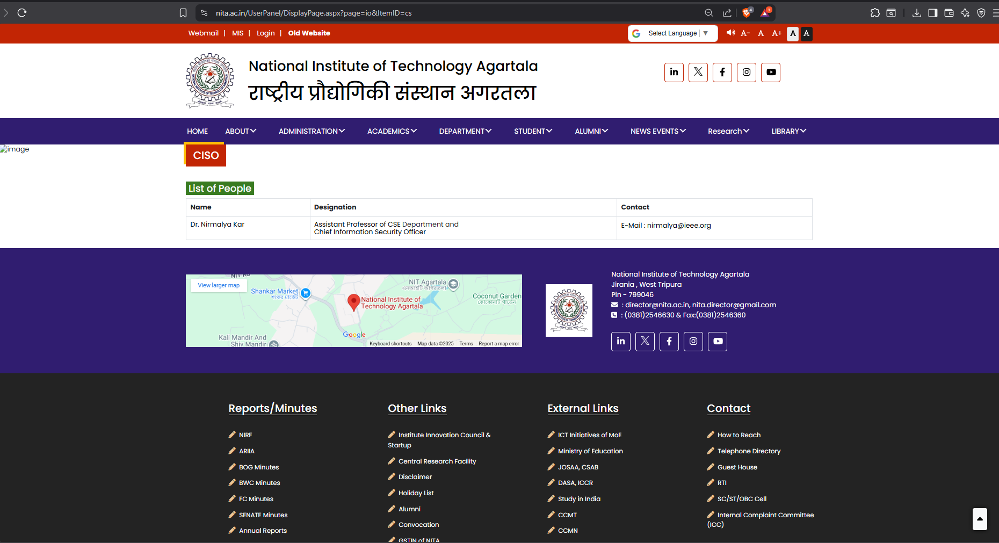 nita.ac.in/UserPanel/DisplayPage.aspx?page=io&ItemID=cs
4
1
Webmail | MIS | Login | Old Website
Select Language ▼
A- A A+ A A
National Institute of Technology Agartala
राष्ट्रीय प्रौद्योगिकी संस्थान अगरतला
HOME ABOUT ADMINISTRATION ACADEMICS DEPARTMENT STUDENT ALUMNI NEWS EVENTS Research LIBRARY
image
CISO
List of People
Name Designation Contact
Dr. Nirmalya Kar
Assistant Professor of CSE Department and
Chief Information Security Officer
E-Mail : nirmalya@ieee.org
View larger map
Shankar Market
শংকর মার্কেট
NIT Agartala
এনআইটি আগরতলা
National Institute of
Technology Agartala
Coconut Garden
কোকোনাট গার্ডেন
Kali Mandir And
Shiv Mandir
Google
Keyboard shortcuts Map data ©2025 Terms Report a map error
National Institute of Technology Agartala
Jirania , West Tripura
Pin - 799046
: director@nita.ac.in, nita.director@gmail.com
: (0381)2546630 & Fax:(0381)2546360
Reports/Minutes
NIRF
ARIIA
BOG Minutes
BWC Minutes
FC Minutes
SENATE Minutes
Annual Reports
Other Links
Institute Innovation Council &
Startup
Central Research Facility
Disclaimer
Holiday List
Alumni
Convocation
GSTIN of NITA
External Links
ICT Initiatives of MoE
Ministry of Education
JOSAA, CSAB
DASA, ICCR
Study in India
CCMT
CCMN
Contact
How to Reach
Telephone Directory
Guest House
RTI
SC/ST/OBC Cell
Internal Complaint Committee
(ICC)